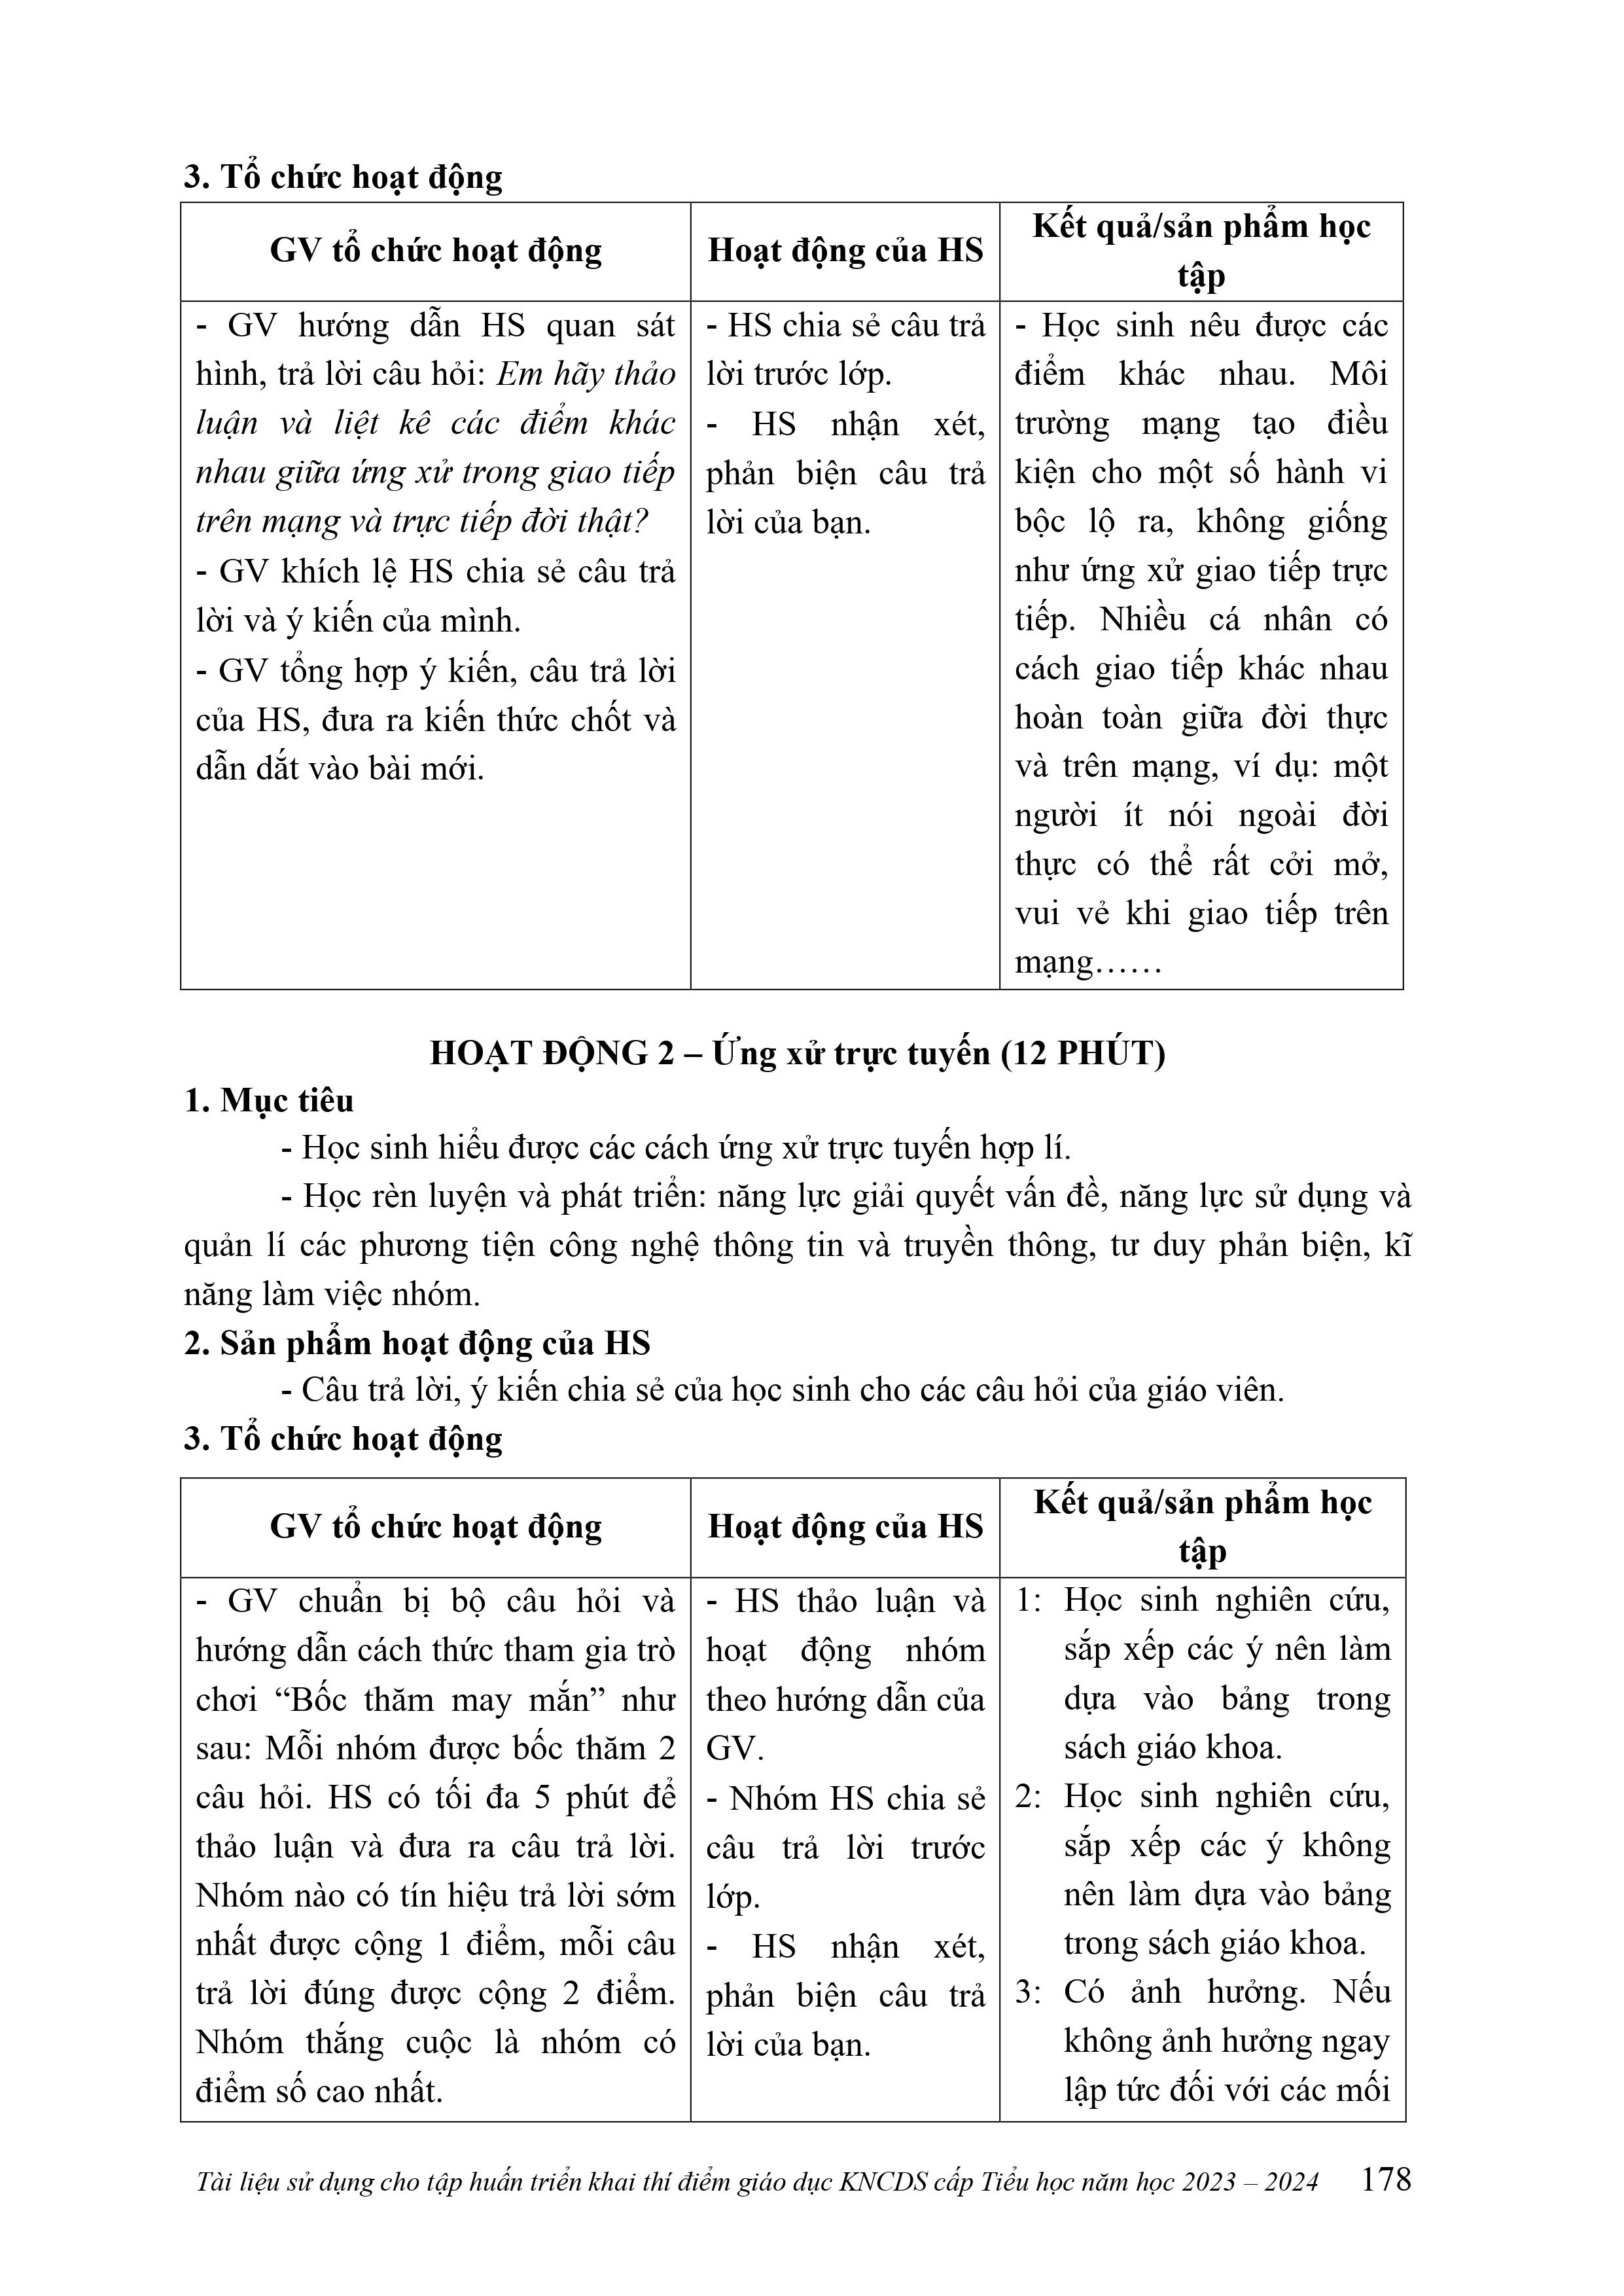 3. Tổ chức hoạt động
GV tổ chức hoạt động
Hoạt động của HS
Kết quả/sản phẩm học
tập
- GV hướng dẫn HS quan sát
hình, trả lời câu hỏi: Em hãy thảo
luận và liệt kê các điểm khác
nhau giữa ứng xử trong giao tiếp
trên mạng và trực tiếp đời thật?
- GV khích lệ HS chia sẻ câu trả
lời và ý kiến của mình.
- GV tổng hợp ý kiến, câu trả lời
của HS, đưa ra kiến thức chốt và
dẫn dắt vào bài mới.
- HS chia sẻ câu trả
lời trước lớp.
- HS nhận xét,
phản biện câu trả
lời của bạn.
- Học sinh nêu được các
điểm khác nhau. Môi
trường mạng tạo điều
kiện cho một số hành vi
bộc lộ ra, không giống
như ứng xử giao tiếp trực
tiếp. Nhiều cá nhân có
cách giao tiếp khác nhau
hoàn toàn giữa đời thực
và trên mạng, ví dụ: một
người ít nói ngoài đời
thực có thể rất cởi mở,
vui vẻ khi giao tiếp trên
mạng……
HOẠT ĐỘNG 2 – Ứng xử trực tuyến (12 PHÚT)
1. Mục tiêu
- Học sinh hiểu được các cách ứng xử trực tuyến hợp lí.
- Học rèn luyện và phát triển: năng lực giải quyết vấn đề, năng lực sử dụng và
quản lí các phương tiện công nghệ thông tin và truyền thông, tư duy phản biện, kĩ
năng làm việc nhóm.
2. Sản phẩm hoạt động của HS
- Câu trả lời, ý kiến chia sẻ của học sinh cho các câu hỏi của giáo viên.
3. Tổ chức hoạt động
GV tổ chức hoạt động
Hoạt động của HS
Kết quả/sản phẩm học
tập
- GV chuẩn bị bộ câu hỏi và
hướng dẫn cách thức tham gia trò
chơi “Bốc thăm may mắn” như
sau: Mỗi nhóm được bốc thăm 2
câu hỏi. HS có tối đa 5 phút để
thảo luận và đưa ra câu trả lời.
Nhóm nào có tín hiệu trả lời sớm
nhất được cộng 1 điểm, mỗi câu
trả lời đúng được cộng 2 điểm.
Nhóm thắng cuộc là nhóm có
điểm số cao nhất.
- HS thảo luận và
hoạt động nhóm
theo hướng dẫn của
GV.
- Nhóm HS chia sẻ
câu trả lời trước
lớp.
- HS nhận xét,
phản biện câu trả
lời của bạn.
1: Học sinh nghiên cứu,
sắp xếp các ý nên làm
dựa vào bảng trong
sách giáo khoa.
2: Học sinh nghiên cứu,
sắp xếp các ý không
nên làm dựa vào bảng
trong sách giáo khoa.
3: Có ảnh hưởng. Nếu
không ảnh hưởng ngay
lập tức đối với các mối
Tài liệu sử dụng cho tập huấn triển khai thí điểm giáo dục KNCDS cấp Tiểu học năm học 2023 – 2024 178